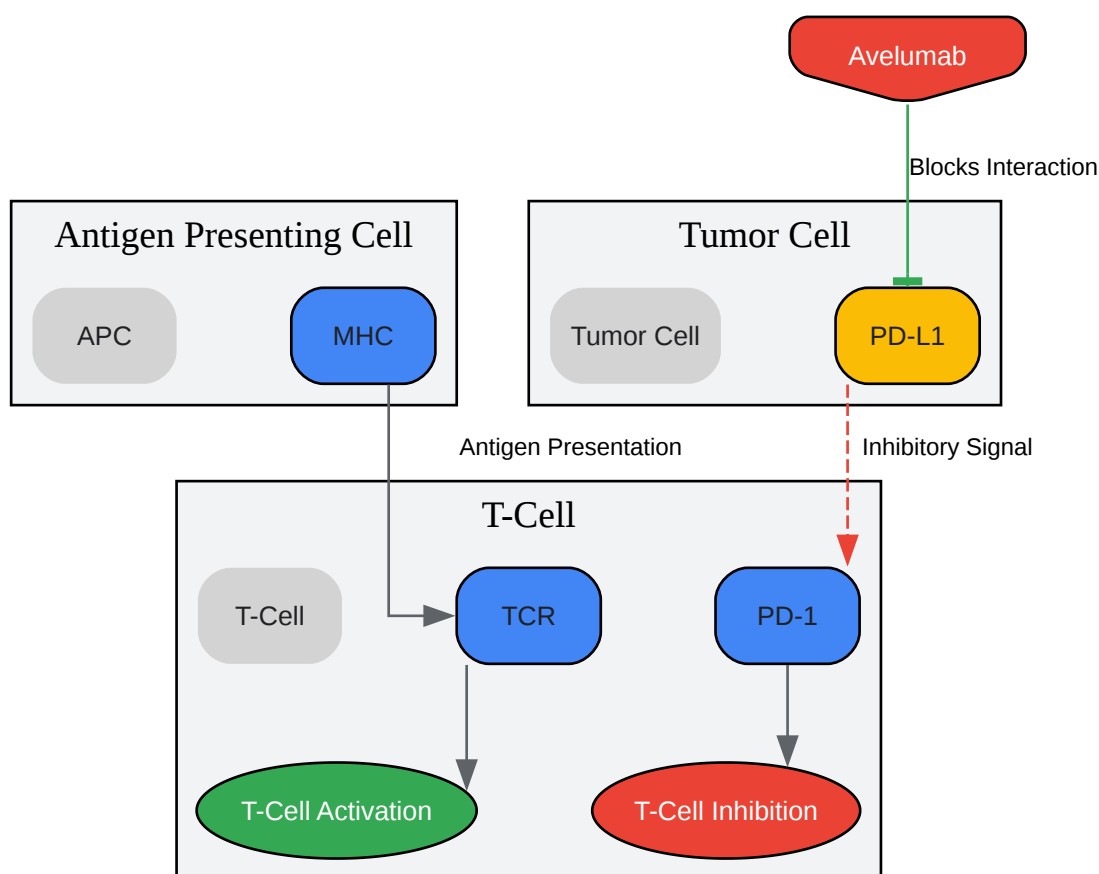 Avelumab
Blocks Interaction
Antigen Presenting Cell
Tumor Cell
APC
MHC
Tumor Cell
PD-L1
Antigen Presentation
Inhibitory Signal
T-Cell
T-Cell
TCR
PD-1
T-Cell Activation
T-Cell Inhibition